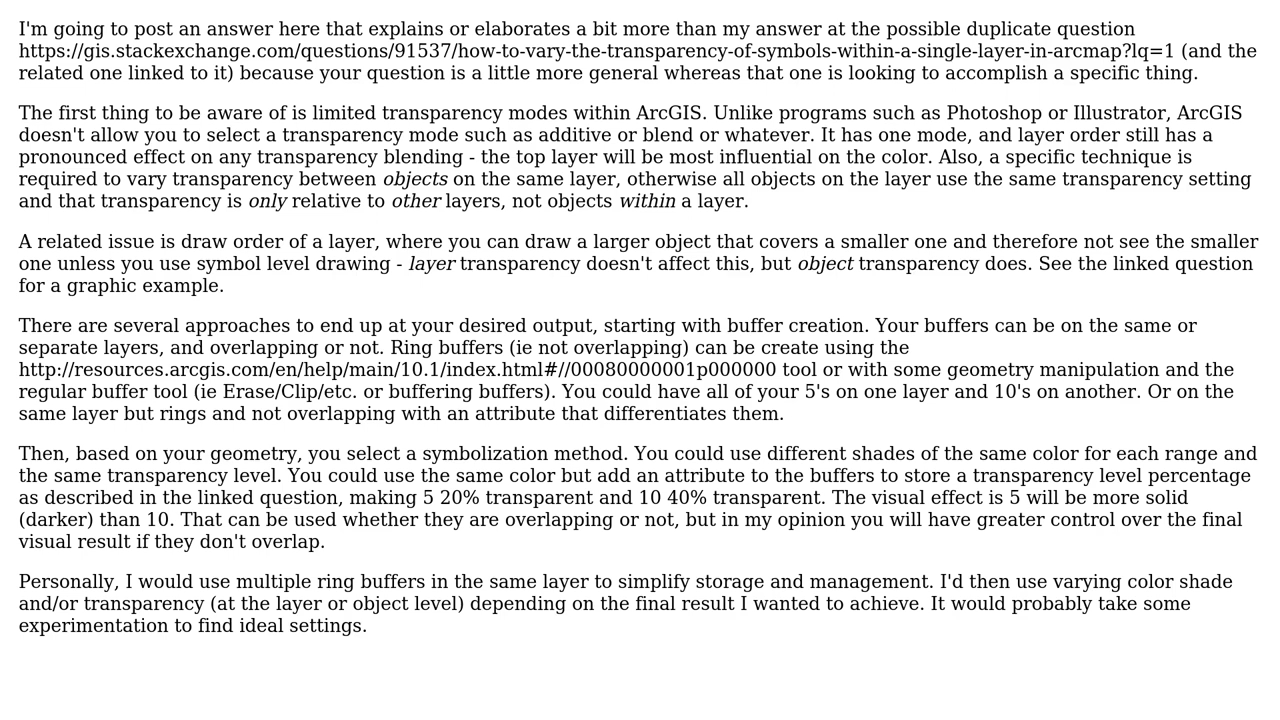 I'm going to post an answer here that explains or elaborates a bit more than my answer at the possible duplicate question
https://gis.stackexchange.com/questions/91537/how-to-vary-the-transparency-of-symbols-within-a-single-layer-in-arcmap?lq=1 (and the
related one linked to it) because your question is a little more general whereas that one is looking to accomplish a specific thing.
The first thing to be aware of is limited transparency modes within ArcGIS. Unlike programs such as Photoshop or Illustrator, ArcGIS
doesn't allow you to select a transparency mode such as additive or blend or whatever. It has one mode, and layer order still has a
pronounced effect on any transparency blending - the top layer will be most influential on the color. Also, a specific technique is
required to vary transparency between objects on the same layer, otherwise all objects on the layer use the same transparency setting
and that transparency is only relative to other layers, not objects within a layer.
A related issue is draw order of a layer, where you can draw a larger object that covers a smaller one and therefore not see the smaller
one unless you use symbol level drawing - layer transparency doesn't affect this, but object transparency does. See the linked question
for a graphic example.
There are several approaches to end up at your desired output, starting with buffer creation. Your buffers can be on the same or
separate layers, and overlapping or not. Ring buffers (ie not overlapping) can be create using the
http://resources.arcgis.com/en/help/main/10.1/index.html#//00080000001p000000 tool or with some geometry manipulation and the
regular buffer tool (ie Erase/Clip/etc. or buffering buffers). You could have all of your 5's on one layer and 10's on another. Or on the
same layer but rings and not overlapping with an attribute that differentiates them.
Then, based on your geometry, you select a symbolization method. You could use different shades of the same color for each range and
the same transparency level. You could use the same color but add an attribute to the buffers to store a transparency level percentage
as described in the linked question, making 5 20% transparent and 10 40% transparent. The visual effect is 5 will be more solid
(darker) than 10. That can be used whether they are overlapping or not, but in my opinion you will have greater control over the final
visual result if they don't overlap.
Personally, I would use multiple ring buffers in the same layer to simplify storage and management. I'd then use varying color shade
and/or transparency (at the layer or object level) depending on the final result I wanted to achieve. It would probably take some
experimentation to find ideal settings.